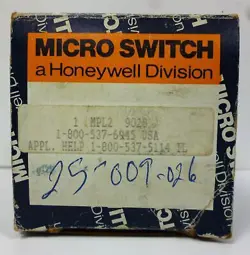 MICRO SWITCH
a Honeywell Division
1 MPL2 9028
1-800-537-6945 USA
APPL. HELP 1-800-537-5114 IL
25-009-026